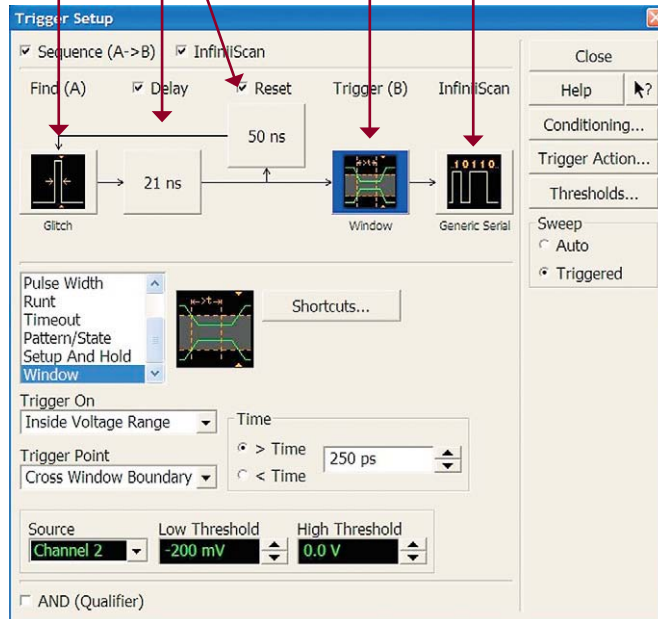 Trigger Setup
Sequence (A->B) InfiniiScan
Find (A) Delay Reset Trigger (B) InfiniiScan
50 ns
21 ns
10110
>t
Glitch Window Generic Serial
Close
Help ?
Conditioning...
Trigger Action...
Thresholds...
Sweep
Auto
Triggered
Pulse Width
Runt
Timeout
Pattern/State
Setup And Hold
Window
>t
Shortcuts...
Trigger On
Inside Voltage Range
Trigger Point
Cross Window Boundary
Time
> Time
< Time
250 ps
Source Low Threshold High Threshold
Channel 2 -200 mV 0.0 V
AND (Qualifier)